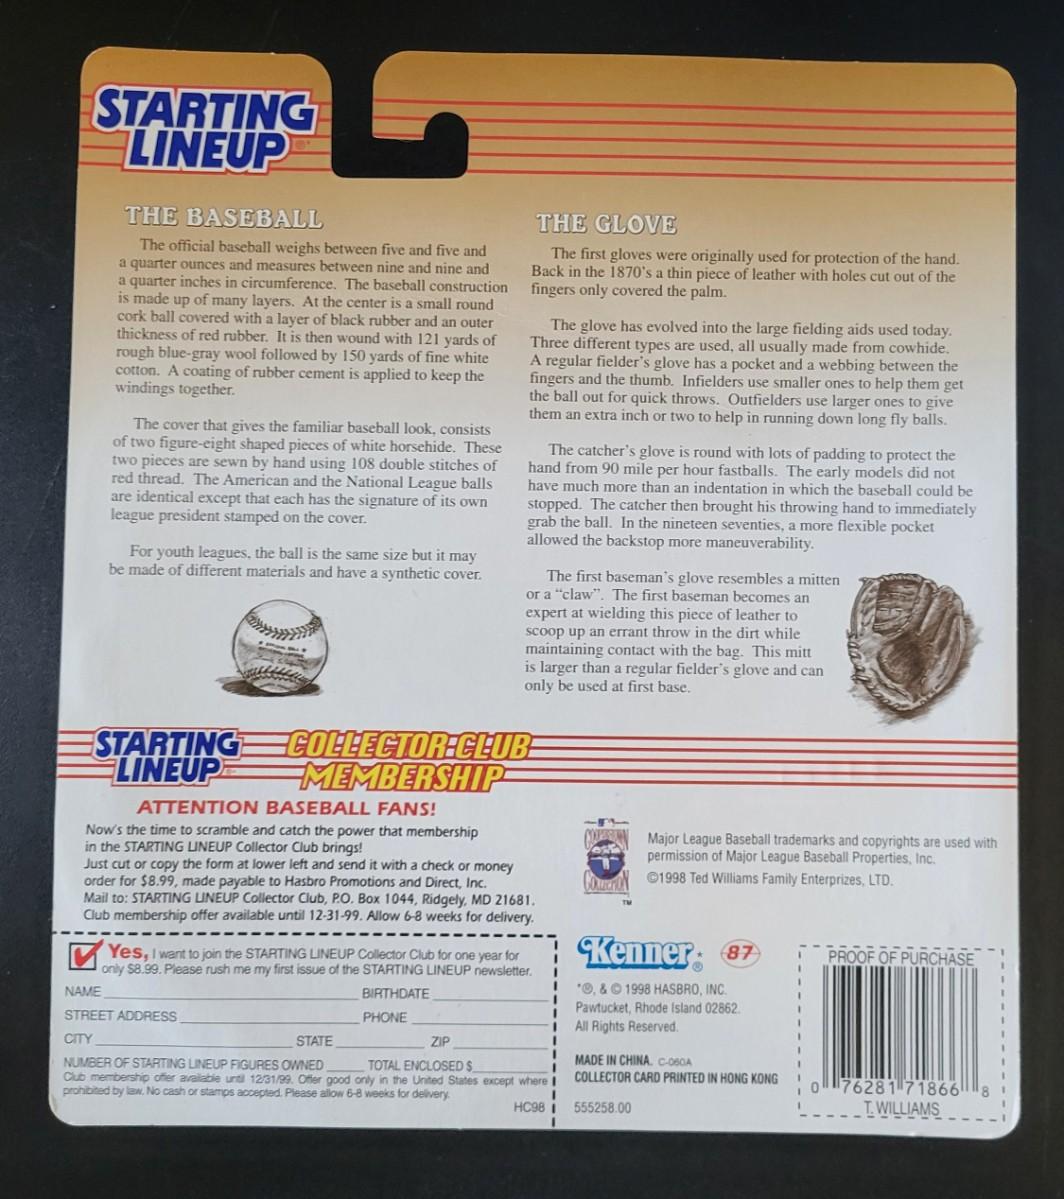 STARTING
LINEUP®
THE BASEBALL
The official baseball weighs between five and five and
a quarter ounces and measures between nine and nine and
a quarter inches in circumference. The baseball construction
is made up of many layers. At the center is a small round
cork ball covered with a layer of black rubber and an outer
thickness of red rubber. It is then wound with 121 yards of
rough blue-gray wool followed by 150 yards of fine white
cotton. A coating of rubber cement is applied to keep the
windings together.
The cover that gives the familiar baseball look, consists
of two figure-eight shaped pieces of white horsehide. These
two pieces are sewn by hand using 108 double stitches of
red thread. The American and the National League balls
are identical except that each has the signature of its own
league president stamped on the cover.
For youth leagues, the ball is the same size but it may
be made of different materials and have a synthetic cover.
THE GLOVE
The first gloves were originally used for protection of the hand.
Back in the 1870's a thin piece of leather with holes cut out of the
fingers only covered the palm.
The glove has evolved into the large fielding aids used today.
Three different types are used, all usually made from cowhide.
A regular fielder's glove has a pocket and a webbing between the
fingers and the thumb. Infielders use smaller ones to help them get
the ball out for quick throws. Outfielders use larger ones to give
them an extra inch or two to help in running down long fly balls.
The catcher's glove is round with lots of padding to protect the
hand from 90 mile per hour fastballs. The early models did not
have much more than an indentation in which the baseball could be
stopped. The catcher then brought his throwing hand to immediately
grab the ball. In the nineteen seventies, a more flexible pocket
allowed the backstop more maneuverability.
The first baseman's glove resembles a mitten
or a "claw". The first baseman becomes an
expert at wielding this piece of leather to
scoop up an errant throw in the dirt while
maintaining contact with the bag. This mitt
is larger than a regular fielder's glove and can
only be used at first base.
STARTING
LINEUP®
COLLECTOR CLUB
MEMBERSHIP
ATTENTION BASEBALL FANS!
Now's the time to scramble and catch the power that membership
in the STARTING LINEUP Collector Club brings!
Just cut or copy the form at lower left and send it with a check or money
order for $8.99, made payable to Hasbro Promotions and Direct, Inc.
Mail to: STARTING LINEUP Collector Club, P.O. Box 1044, Ridgely, MD 21681.
Club membership offer available until 12-31-99. Allow 6-8 weeks for delivery.
Yes, I want to join the STARTING LINEUP Collector Club for one year for
only $8.99. Please rush me my first issue of the STARTING LINEUP newsletter.
NAME BIRTHDATE
STREET ADDRESS PHONE
CITY STATE ZIP
NUMBER OF STARTING LINEUP FIGURES OWNED TOTAL ENCLOSED $
Club membership offer available until 12/31/99. Offer good only in the United States except where
prohibited by law. No cash or stamps accepted. Please allow 6-8 weeks for delivery.
HC98
COOPERSTOWN
COLLECTION
TM
Major League Baseball trademarks and copyrights are used with
permission of Major League Baseball Properties, Inc.
©1998 Ted Williams Family Enterprizes, LTD.
Kenner® 87
*®, & © 1998 HASBRO, INC.
Pawtucket, Rhode Island 02862.
All Rights Reserved.
MADE IN CHINA. C-060A
COLLECTOR CARD PRINTED IN HONG KONG
555258.00
PROOF OF PURCHASE
0 76281 71866 8
T. WILLIAMS